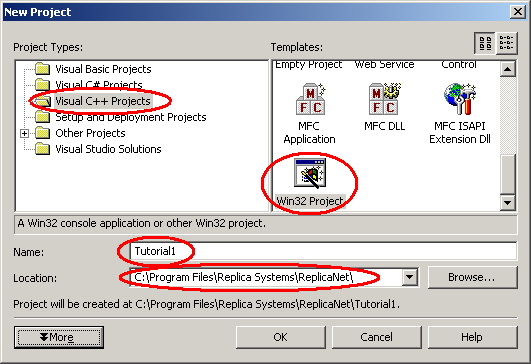 New Project
Project Types:
Templates:
Visual Basic Projects
Visual C# Projects
Visual C++ Projects
Setup and Deployment Projects
Other Projects
Visual Studio Solutions
Empty Project
Web Service
Control
MFC Application
MFC DLL
MFC ISAPI Extension Dll
Win32 Project
A Win32 console application or other Win32 project.
Name:
Tutorial1
Location:
C:\Program Files\Replica Systems\ReplicaNet\
Browse...
Project will be created at C:\Program Files\Replica Systems\ReplicaNet\Tutorial1.
More
OK
Cancel
Help